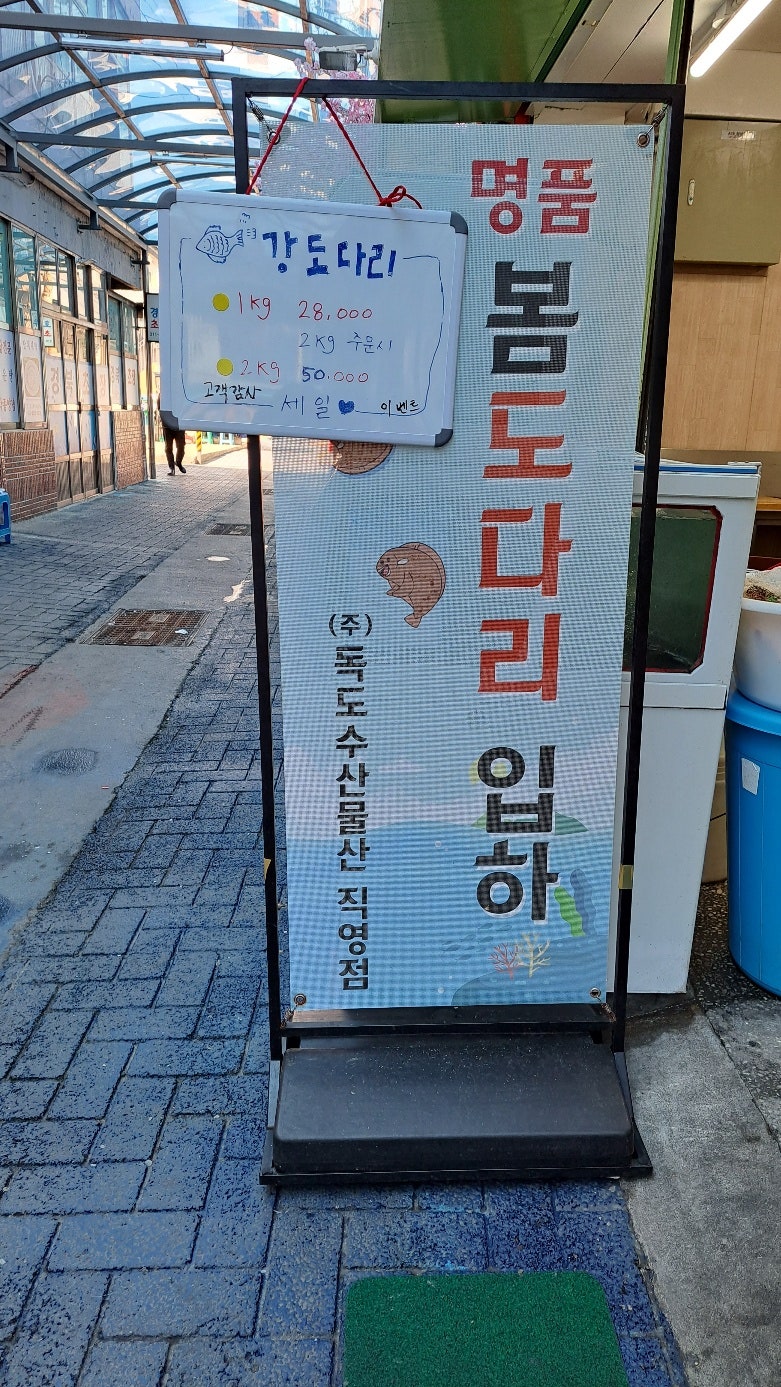 강도다리
1kg 28,000
2kg 주문시
2kg 50.000
고객감사 세일 이벤트
명품 봄도다리 입하
(주)독도수산물산 직영점